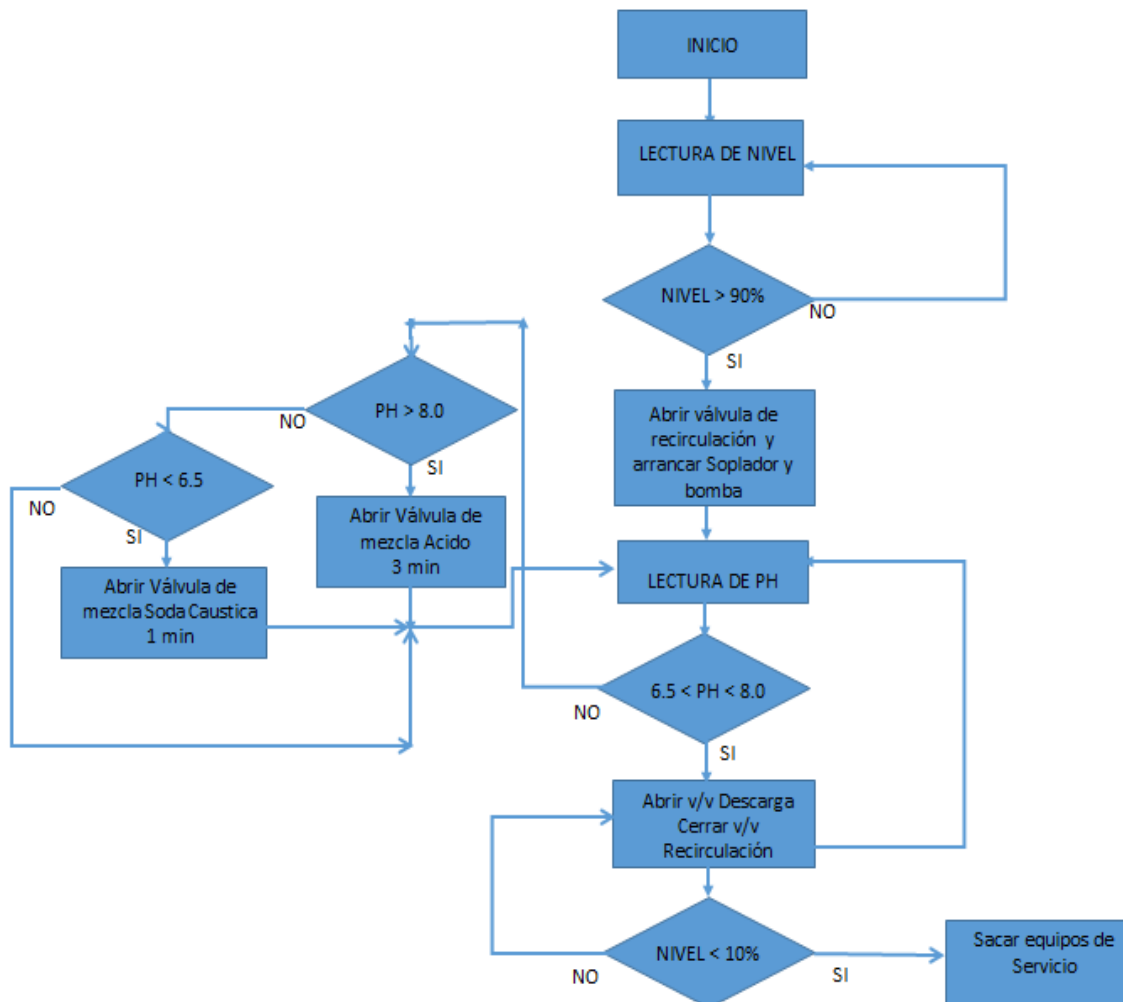 INICIO
LECTURA DE NIVEL
NIVEL > 90%
NO
SI
Abrir válvula de
recirculación y
arrancar Soplador y
bomba
PH > 8.0
NO
SI
PH < 6.5
NO
SI
Abrir Válvula de
mezcla Acido
3 min
Abrir Válvula de
mezcla Soda Caustica
1 min
LECTURA DE PH
6.5 < PH < 8.0
NO
SI
Abrir v/v Descarga
Cerrar v/v
Recirculación
NIVEL < 10%
NO
SI
Sacar equipos de
Servicio